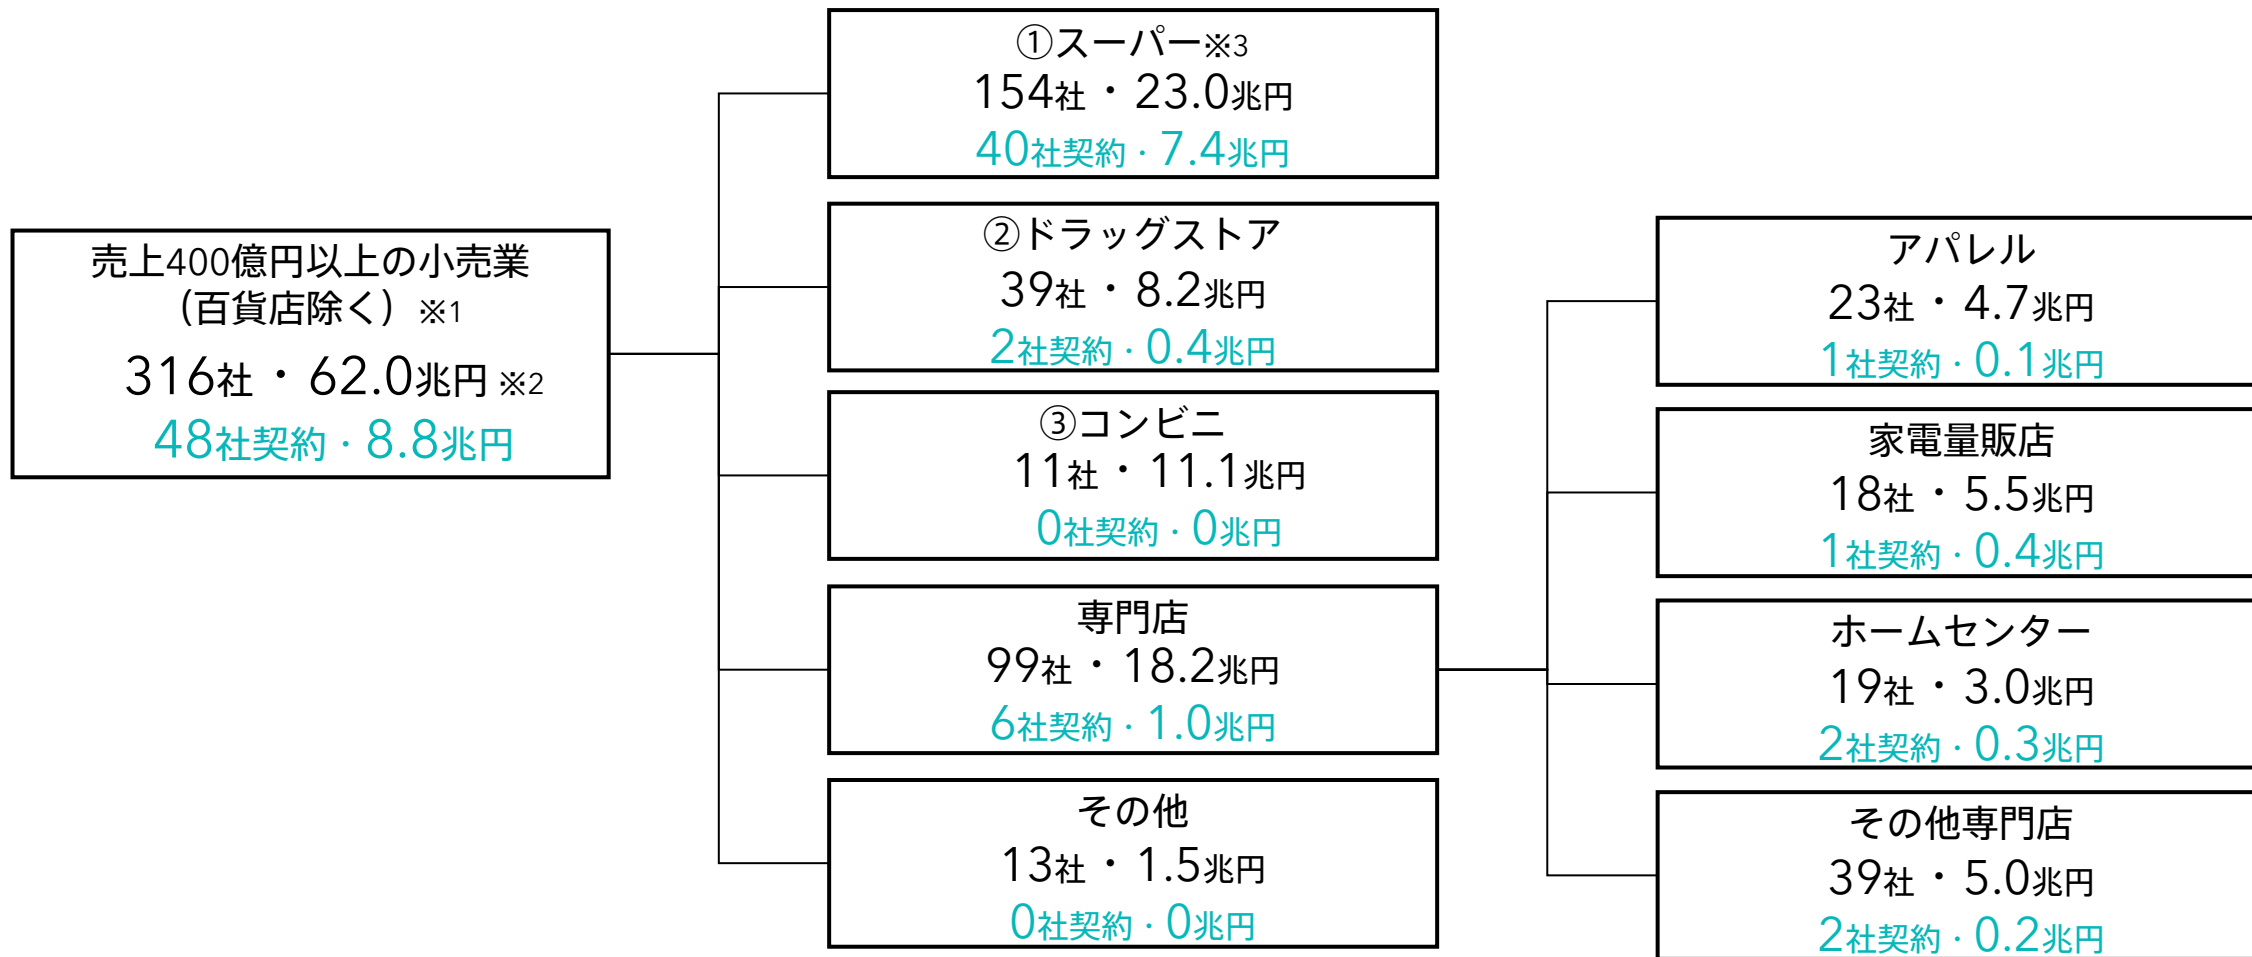 売上400億円以上の小売業
（百貨店除く）※1
316社・62.0兆円 ※2
48社契約・8.8兆円
①スーパー※3
154社・23.0兆円
40社契約・7.4兆円
②ドラッグストア
39社・8.2兆円
2社契約・0.4兆円
③コンビニ
11社・11.1兆円
0社契約・0兆円
専門店
99社・18.2兆円
6社契約・1.0兆円
その他
13社・1.5兆円
0社契約・0兆円
アパレル
23社・4.7兆円
1社契約・0.1兆円
家電量販店
18社・5.5兆円
1社契約・0.4兆円
ホームセンター
19社・3.0兆円
2社契約・0.3兆円
その他専門店
39社・5.0兆円
2社契約・0.2兆円